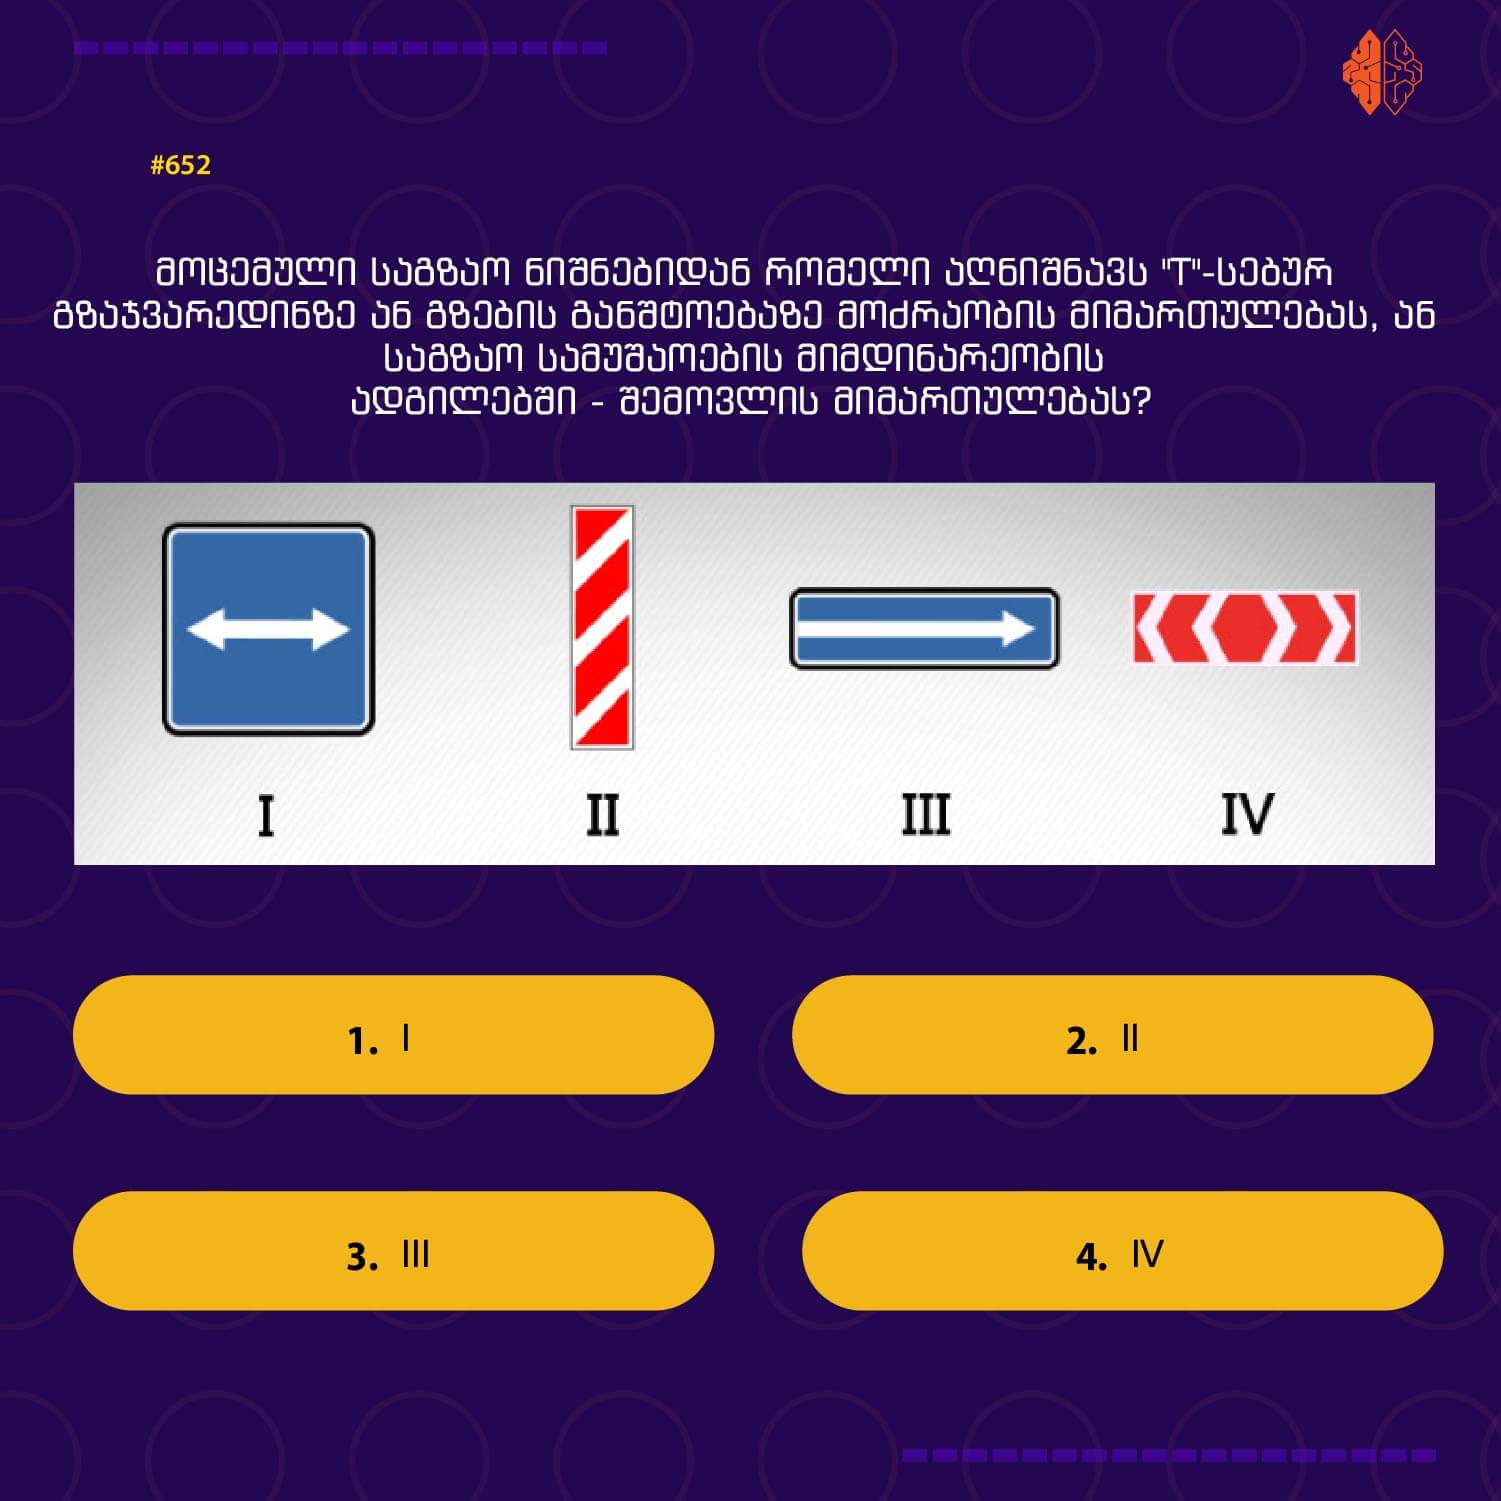 #652
მოცემული საგზაო ნიშნებიდან რომელი აღნიშნავს "T"-სებურ
გზაჯვარედინზე ან გზების განშტოებაზე მოძრაობის მიმართულებას, ან
საგზაო სამუშაოების მიმდინარეობის
ადგილებში - შემოვლის მიმართულებას?
I II III IV
1. I
2. II
3. III
4. IV